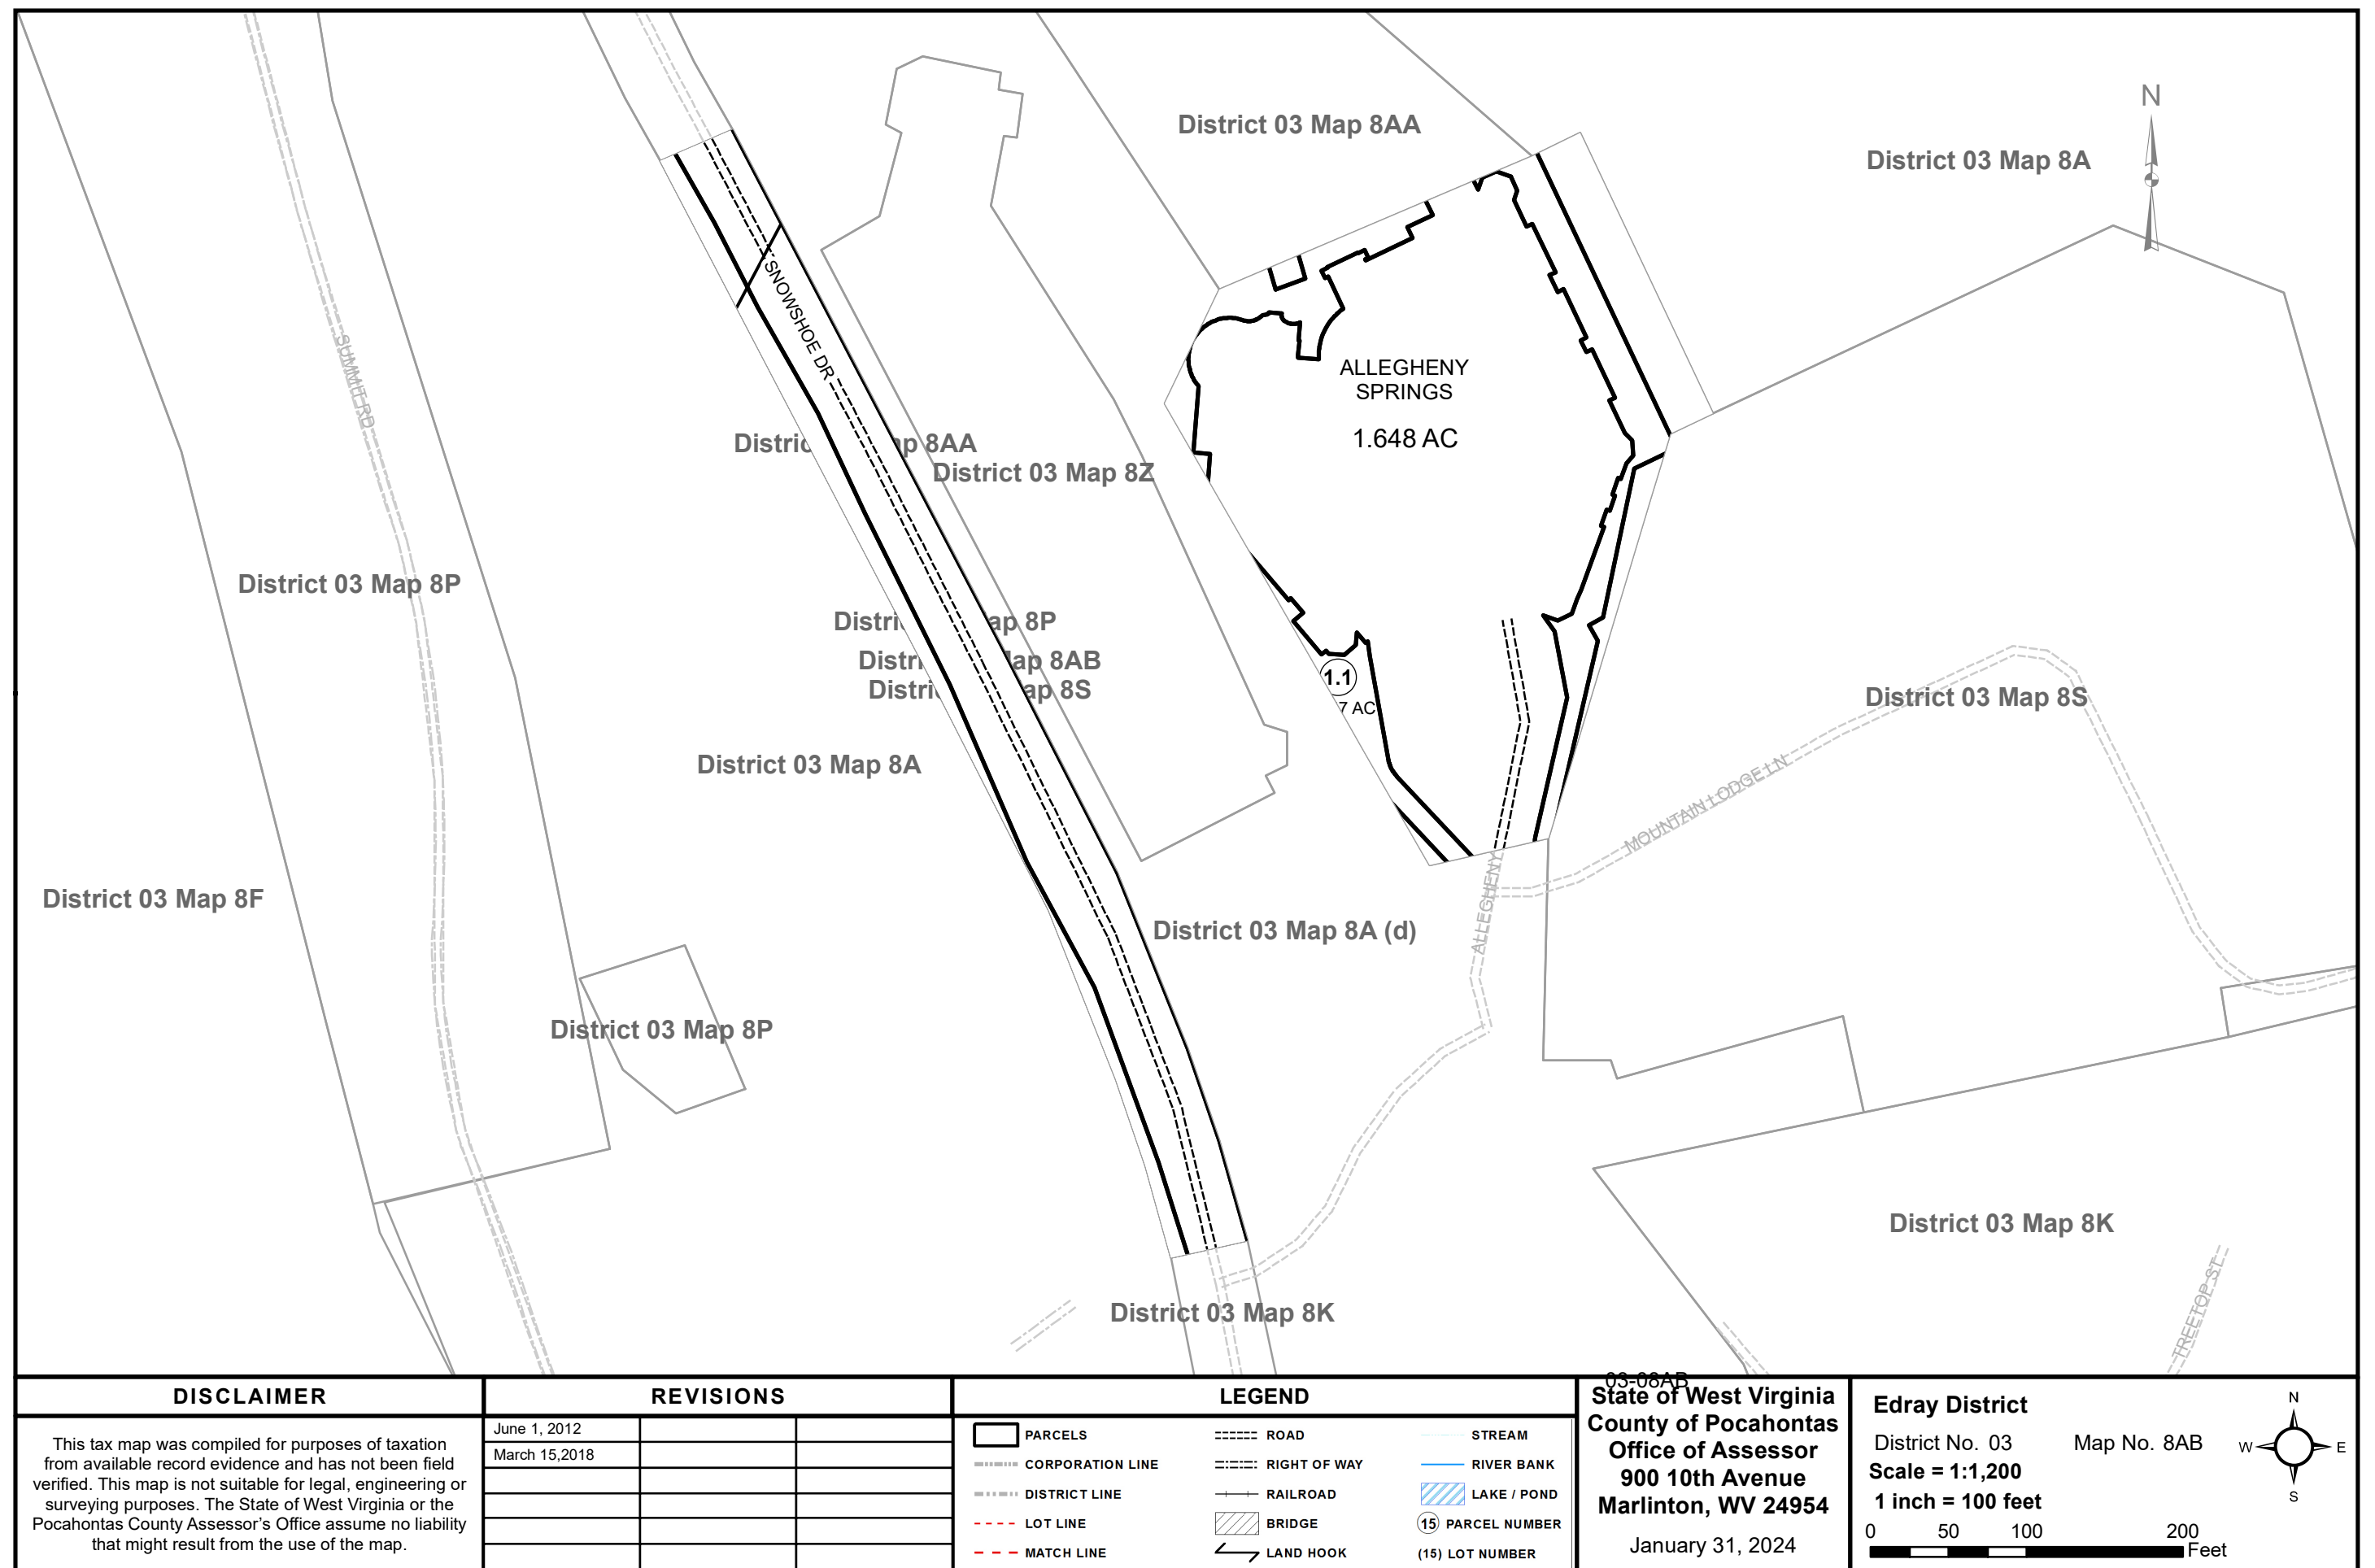 District 03 Map 8AA
N
District 03 Map 8A
SNOWSHOE DR
SUMMIT RD
ALLEGHENY
SPRINGS
1.648 AC
District 03 Map 8Z
District 03 Map 8P
1.1
7 AC
District 03 Map 8S
District 03 Map 8A
MOUNTAIN LODGE LN
ALLEGHENY
District 03 Map 8F
District 03 Map 8A (d)
District 03 Map 8P
District 03 Map 8K
District 03 Map 8K
TREETOP ST
DISCLAIMER
This tax map was compiled for purposes of taxation
from available record evidence and has not been field
verified. This map is not suitable for legal, engineering or
surveying purposes. The State of West Virginia or the
Pocahontas County Assessor's Office assume no liability
that might result from the use of the map.
REVISIONS
June 1, 2012
March 15,2018
LEGEND
PARCELS
ROAD
STREAM
CORPORATION LINE
RIGHT OF WAY
RIVER BANK
DISTRICT LINE
RAILROAD
LAKE / POND
LOT LINE
BRIDGE
15 PARCEL NUMBER
MATCH LINE
LAND HOOK
(15) LOT NUMBER
03-08AB
State of West Virginia
County of Pocahontas
Office of Assessor
900 10th Avenue
Marlinton, WV 24954
January 31, 2024
Edray District
District No. 03 Map No. 8AB
Scale = 1:1,200
1 inch = 100 feet
0 50 100 200
Feet
N
W E
S